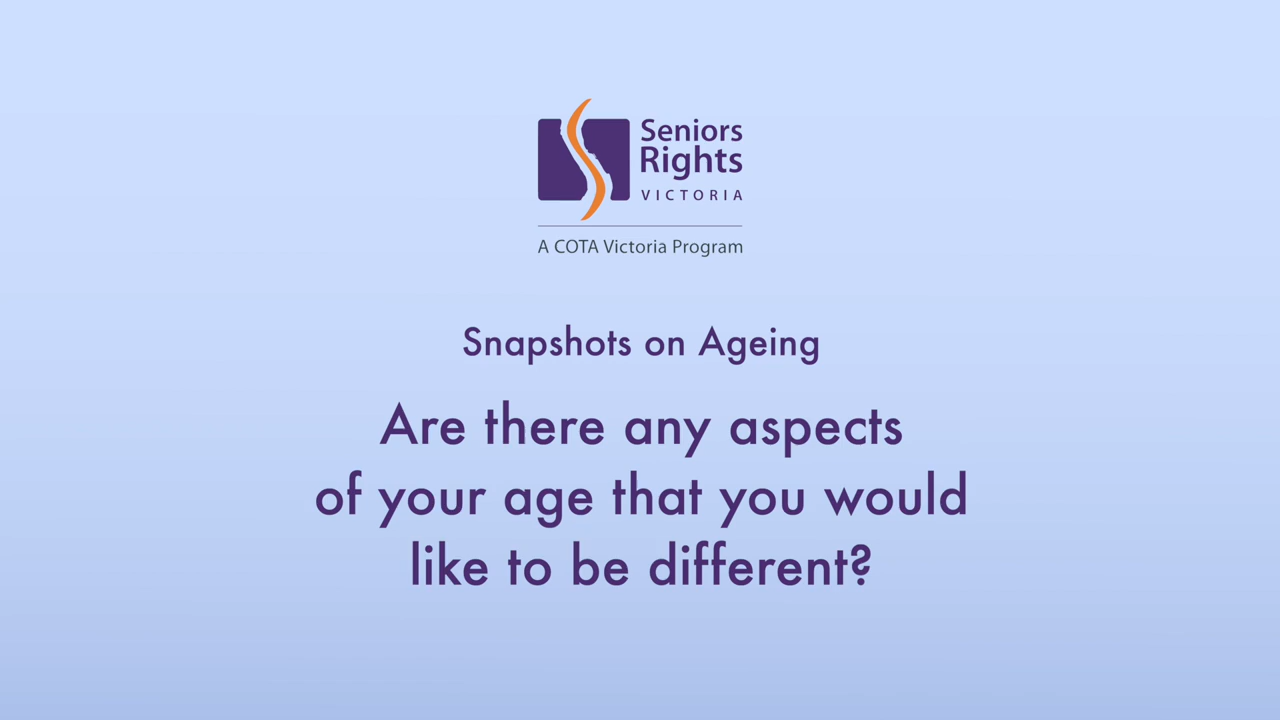 Seniors
Rights
VICTORIA
A COTA Victoria Program
Snapshots on Ageing
Are there any aspects
of your age that you would
like to be different?